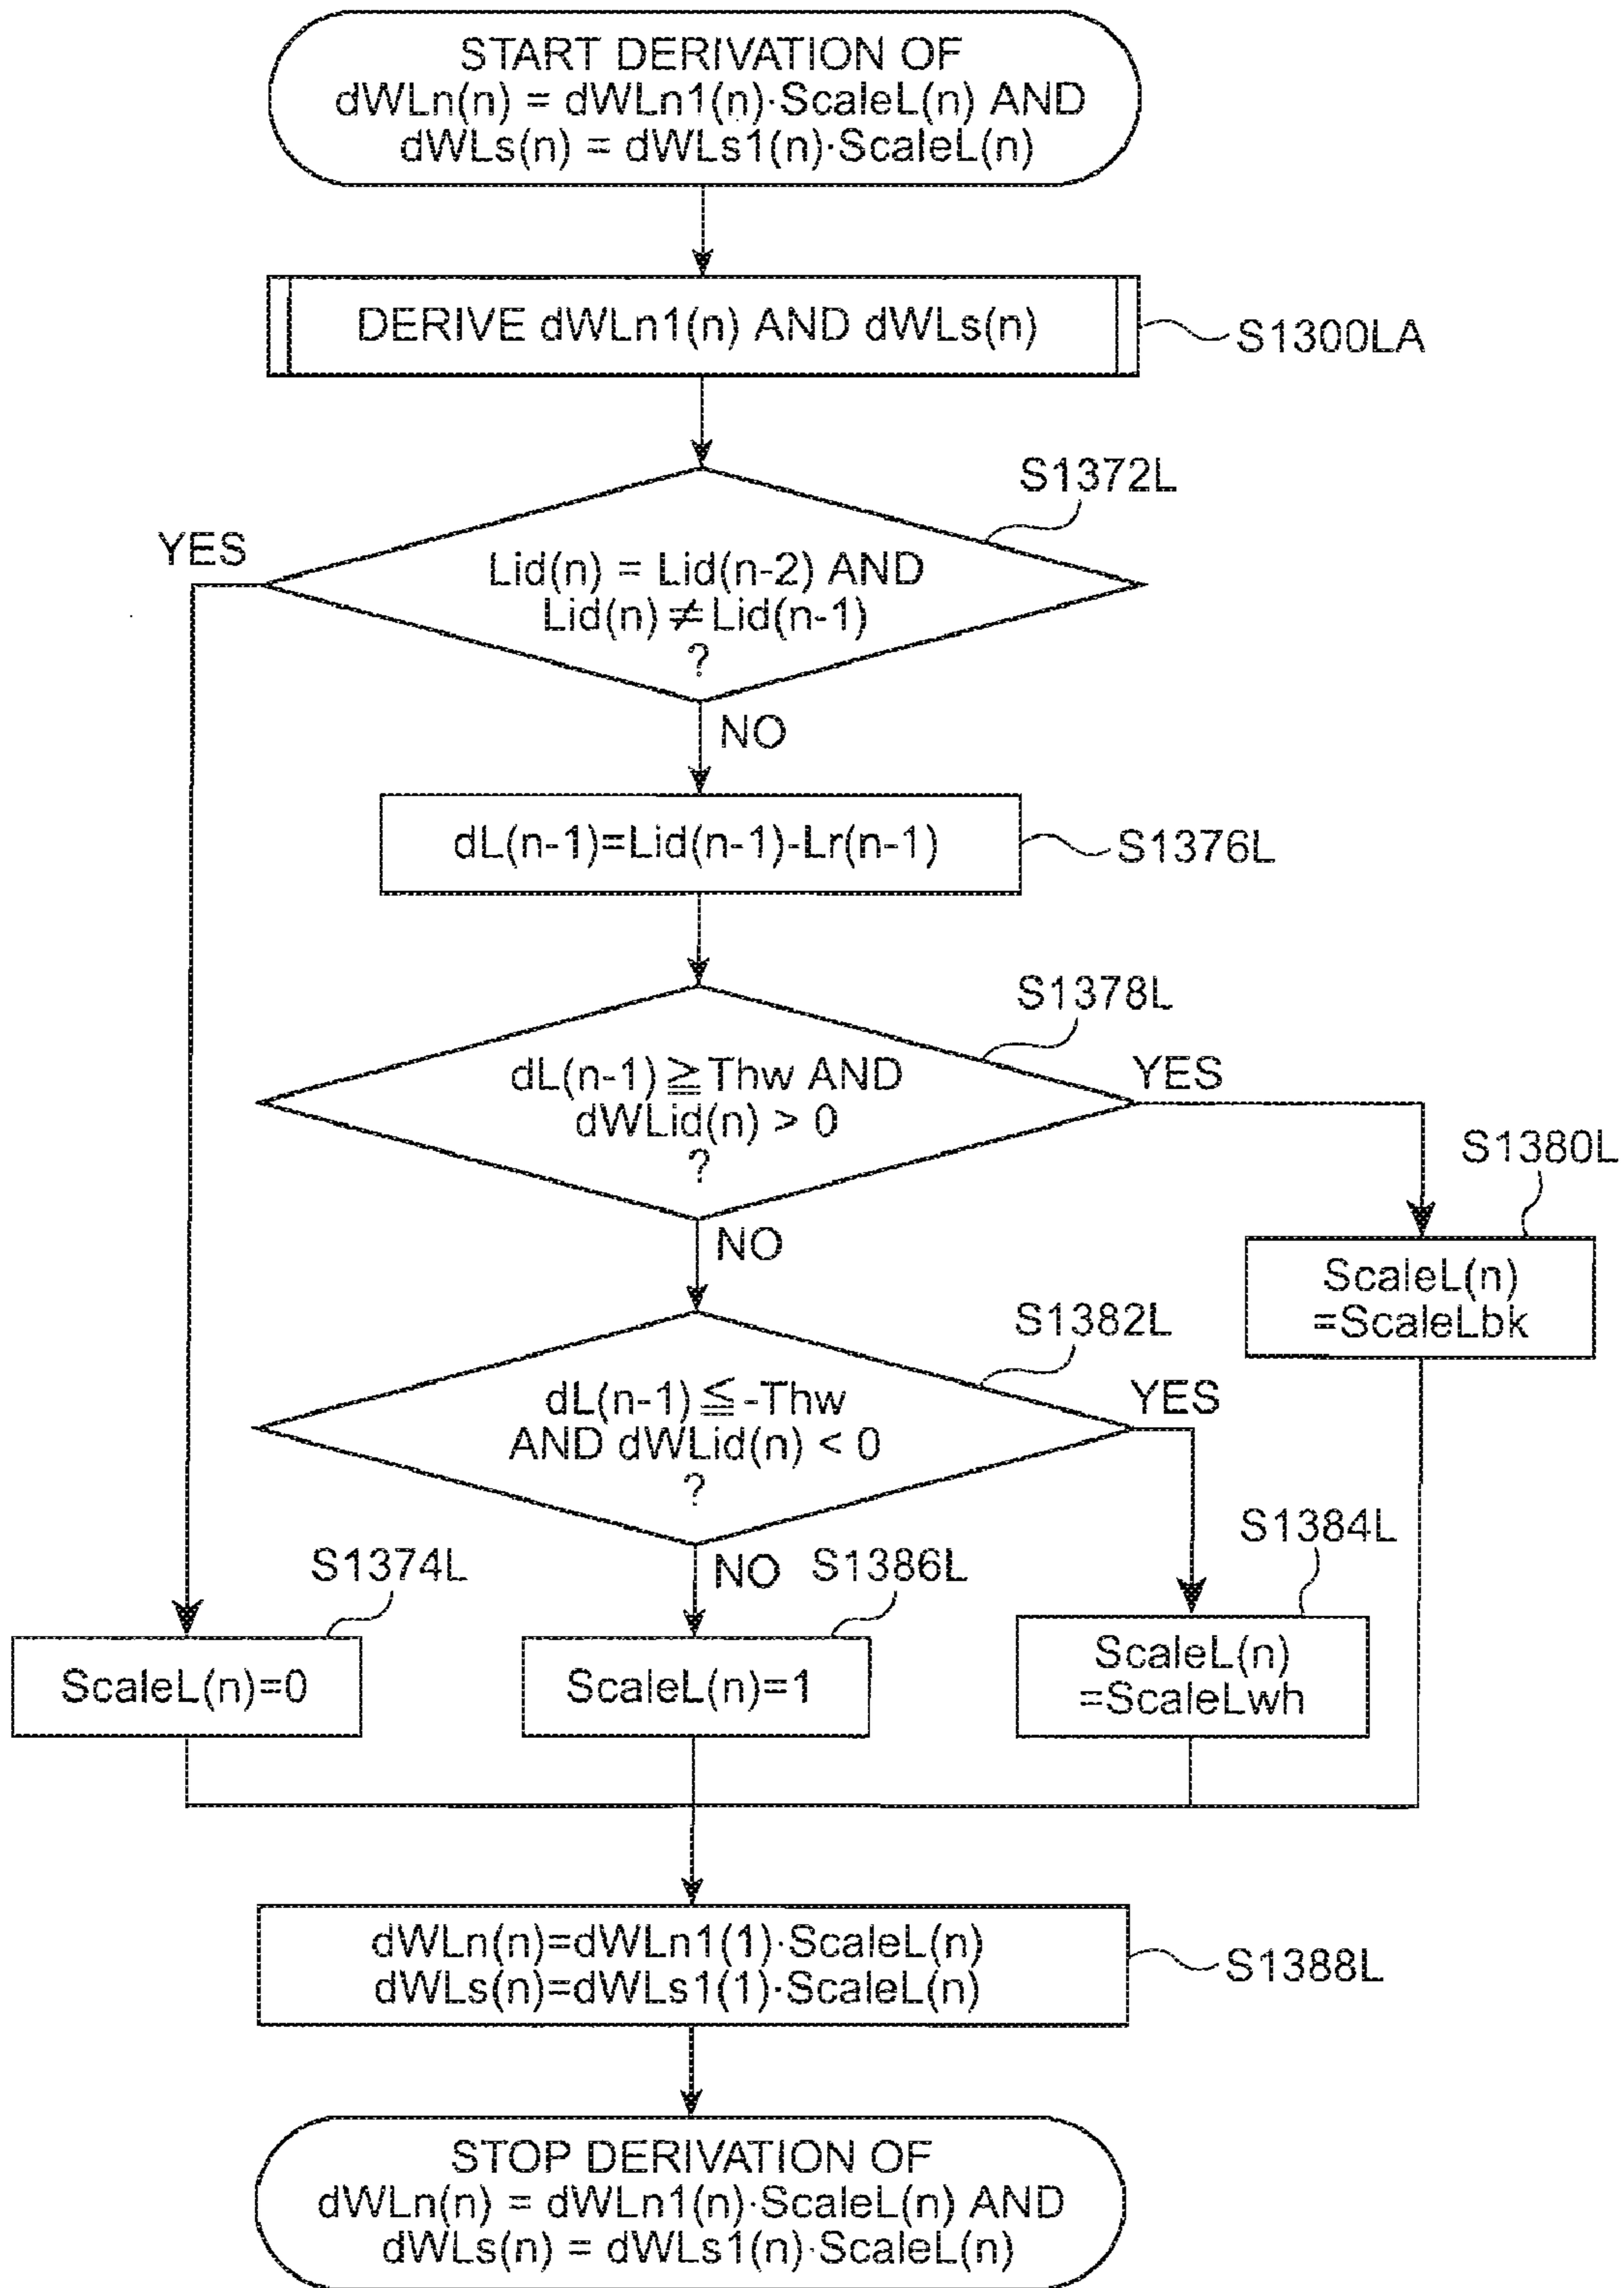 START DERIVATION OF
dWLn(n) = dWLn1(n)·ScaleL(n) AND
dWLs(n) = dWLs1(n)·ScaleL(n)
DERIVE dWLn1(n) AND dWLs(n)
S1300LA
S1372L
YES
Lid(n) = Lid(n-2) AND
Lid(n) ≠ Lid(n-1)
?
NO
dL(n-1)=Lid(n-1)-Lr(n-1)
S1376L
S1378L
dL(n-1) ≧ Thw AND
dWLid(n) > 0
?
YES
S1380L
NO
ScaleL(n)
=ScaleLbk
S1382L
dL(n-1) ≦ -Thw
AND dWLid(n) < 0
?
YES
S1384L
S1374L
NO
S1386L
ScaleL(n)=0
ScaleL(n)=1
ScaleL(n)
=ScaleLwh
dWLn(n)=dWLn1(1)·ScaleL(n)
dWLs(n)=dWLs1(1)·ScaleL(n)
S1388L
STOP DERIVATION OF
dWLn(n) = dWLn1(n)·ScaleL(n) AND
dWLs(n) = dWLs1(n)·ScaleL(n)